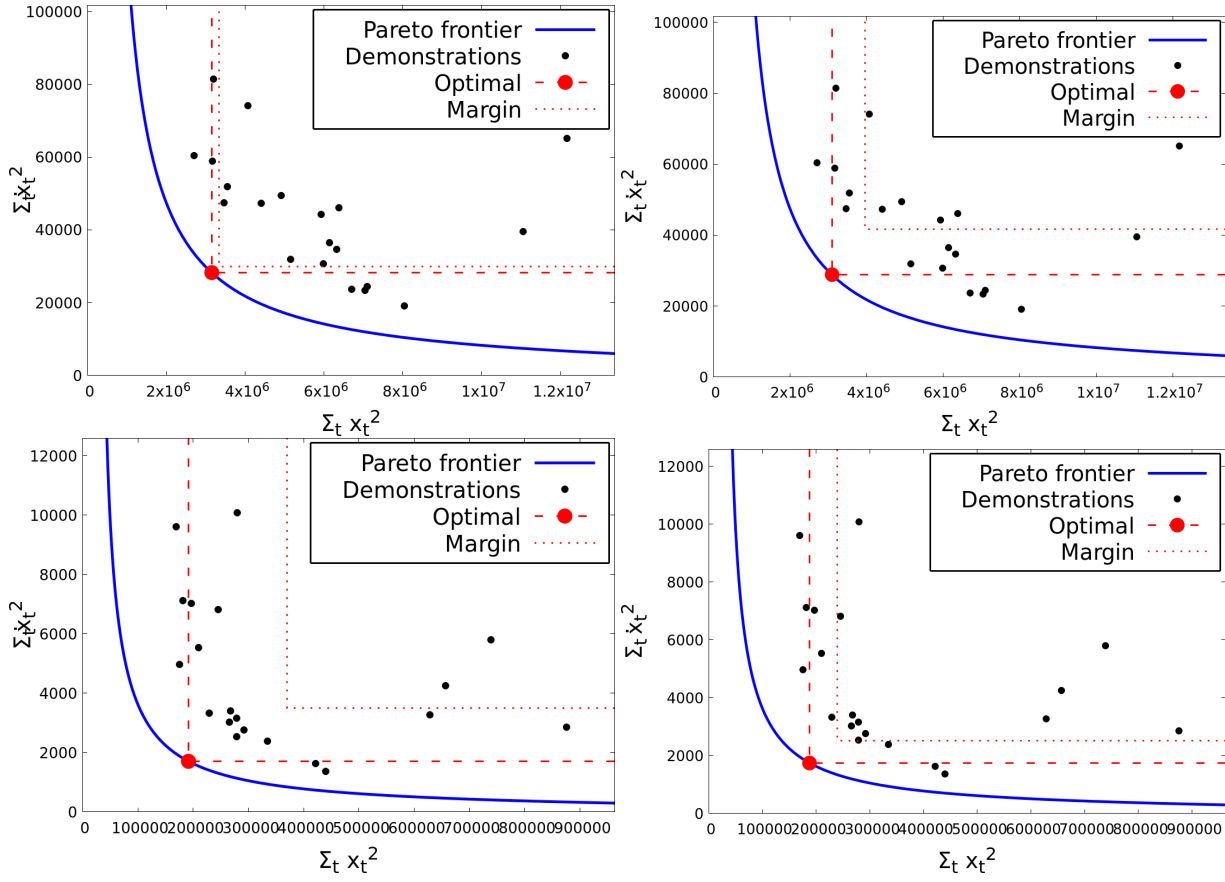 100000
80000
60000
40000
20000
0
Σₜẋₜ²
Pareto frontier
Demonstrations
Optimal
Margin
0 2x10⁶ 4x10⁶ 6x10⁶ 8x10⁶ 1x10⁷ 1.2x10⁷
Σₜ xₜ²
100000
80000
60000
40000
20000
0
Σₜ ẋₜ²
Pareto frontier
Demonstrations
Optimal
Margin
0 2x10⁶ 4x10⁶ 6x10⁶ 8x10⁶ 1x10⁷ 1.2x10⁷
Σₜ xₜ²
12000
10000
8000
6000
4000
2000
0
Σₜẋₜ²
Pareto frontier
Demonstrations
Optimal
Margin
0 100000 200000 300000 400000 500000 600000 700000 800000 900000
Σₜ xₜ²
12000
10000
8000
6000
4000
2000
0
Σₜ ẋₜ²
Pareto frontier
Demonstrations
Optimal
Margin
0 100000 200000 300000 400000 500000 600000 700000 800000 900000
Σₜ xₜ²